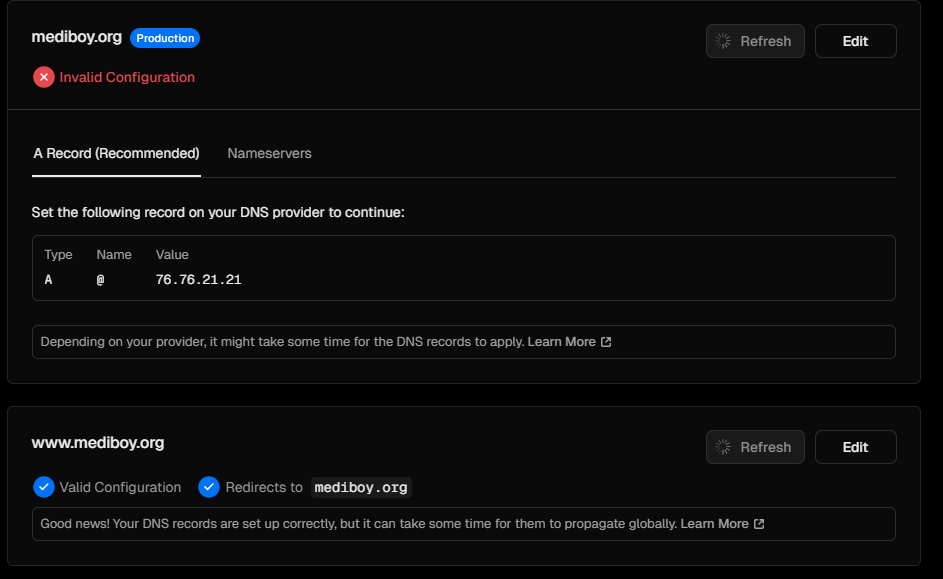 mediboy.org Production Refresh Edit
Invalid Configuration
A Record (Recommended) Nameservers
Set the following record on your DNS provider to continue:
Type Name Value
A @ 76.76.21.21
Depending on your provider, it might take some time for the DNS records to apply. Learn More
www.mediboy.org Refresh Edit
Valid Configuration Redirects to mediboy.org
Good news! Your DNS records are set up correctly, but it can take some time for them to propagate globally. Learn More